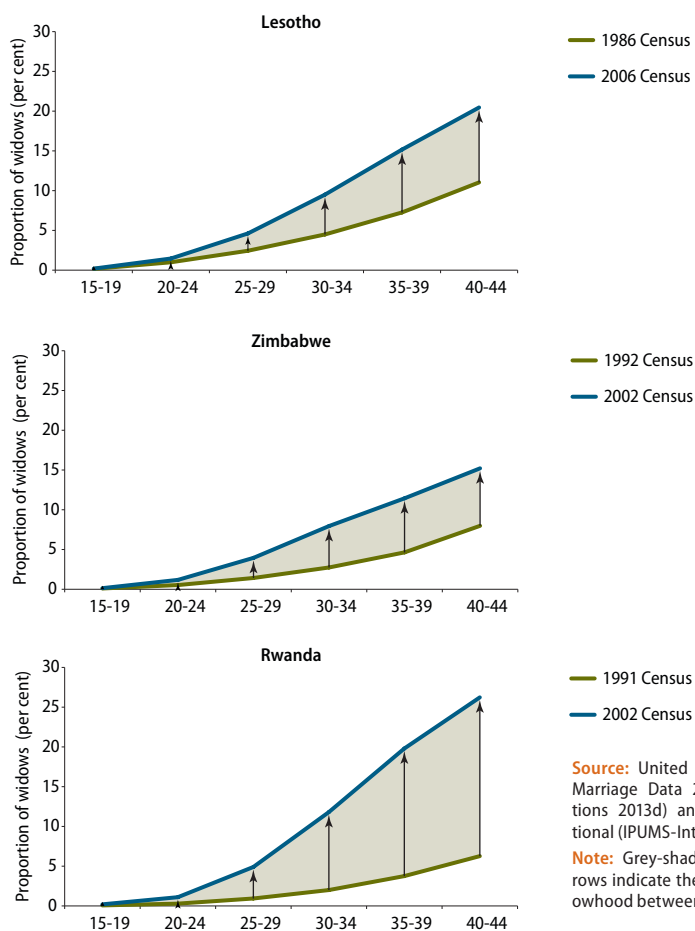 Lesotho
Proportion of widows (per cent)
30
25
20
15
10
5
0
15-19 20-24 25-29 30-34 35-39 40-44
1986 Census
2006 Census
Zimbabwe
Proportion of widows (per cent)
30
25
20
15
10
5
0
15-19 20-24 25-29 30-34 35-39 40-44
1992 Census
2002 Census
Rwanda
Proportion of widows (per cent)
30
25
20
15
10
5
0
15-19 20-24 25-29 30-34 35-39 40-44
1991 Census
2002 Census
Source: United
Marriage Data 2
tions 2013d) an
tional (IPUMS-Int
Note: Grey-shad
rows indicate the
owhood between